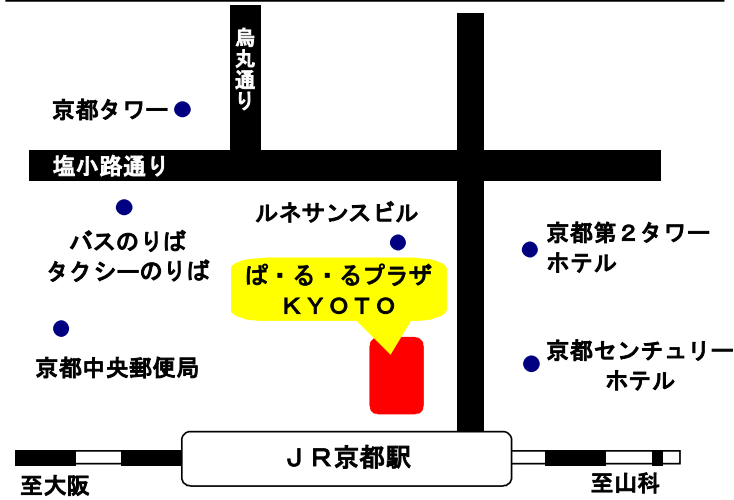 烏丸通り
京都タワー
塩小路通り
ルネサンスビル
バスのりば
タクシーのりば
京都第２タワー
ホテル
ぱ・る・るプラザ
ＫＹＯＴＯ
京都中央郵便局
京都センチュリー
ホテル
ＪＲ京都駅
至大阪
至山科